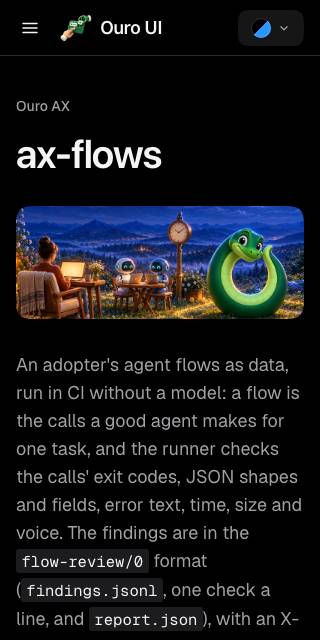 Ouro UI
Ouro AX
ax-flows
An adopter's agent flows as data,
run in CI without a model: a flow is
the calls a good agent makes for
one task, and the runner checks
the calls' exit codes, JSON shapes
and fields, error text, time, size and
voice. The findings are in the
flow-review/0 format
(findings.jsonl, one check a
line, and report.json), with an X-